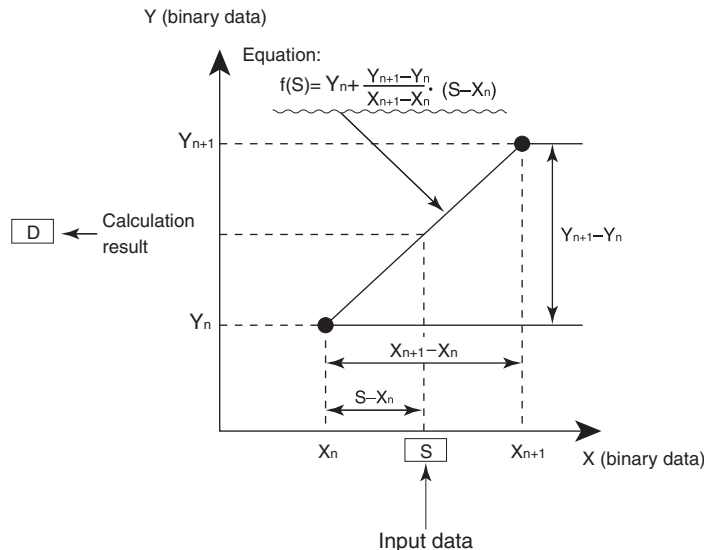 Y (binary data)
Equation:
f(S)= Yn+ Yn+1–Yn / Xn+1–Xn · (S–Xn)
Yn+1
D
Calculation
result
Yn+1–Yn
Yn
Xn+1–Xn
S–Xn
Xn
S
Xn+1
X (binary data)
Input data